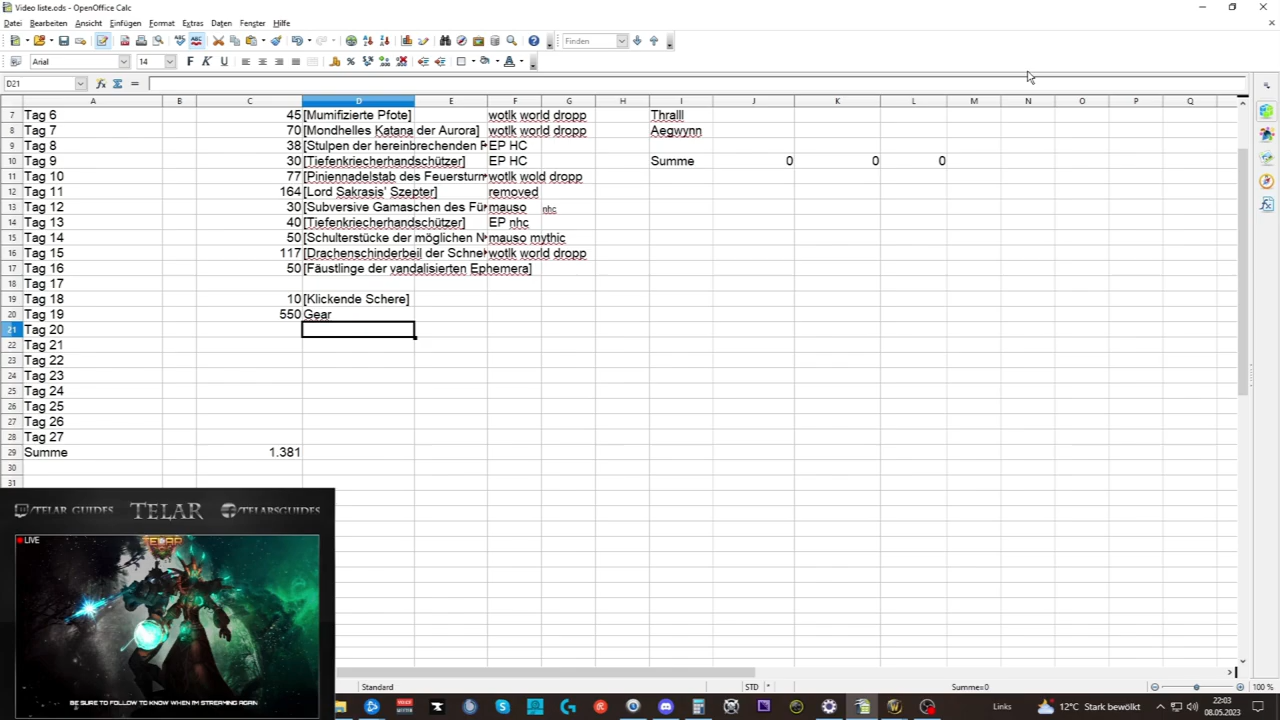 Video liste.ods - OpenOffice Calc
Datei Bearbeiten Ansicht Einfügen Format Extras Daten Fenster Hilfe
Finden
Arial 14
D21
A B C D E F G H I J K L M N O P Q
7 Tag 6 45 [Mumifizierte Pfote] wotlk world dropp Thralll
8 Tag 7 70 [Mondhelles Katana der Aurora] wotlk world dropp Aegwynn
9 Tag 8 38 [Stulpen der hereinbrechenden F EP HC
10 Tag 9 30 [Tiefenkriecherhandschützer] EP HC Summe 0 0 0
11 Tag 10 77 [Piniennadelstab des Feuersturm wotlk wold dropp
12 Tag 11 164 [Lord Sakrasis' Szepter] removed
13 Tag 12 30 [Subversive Gamaschen des Fü mauso nhc
14 Tag 13 40 [Tiefenkriecherhandschützer] EP nhc
15 Tag 14 50 [Schulterstücke der möglichen N mauso mythic
16 Tag 15 117 [Drachenschinderbeil der Schne wotlk world dropp
17 Tag 16 50 [Fäustlinge der vandalisierten Ephemera]
18 Tag 17
19 Tag 18 10 [Klickende Schere]
20 Tag 19 550 Gear
21 Tag 20
22 Tag 21
23 Tag 22
24 Tag 23
25 Tag 24
26 Tag 25
27 Tag 26
28 Tag 27
29 Summe 1.381
30
31
/TELAR GUIDES TELAR /TELARSGUIDES
LIVE
TELAR
BE SURE TO FOLLOW TO KNOW WHEN I'M STREAMING AGAIN
Standard STD * Summe=0 100 %
Links 12°C Stark bewölkt 22:03
08.05.2023